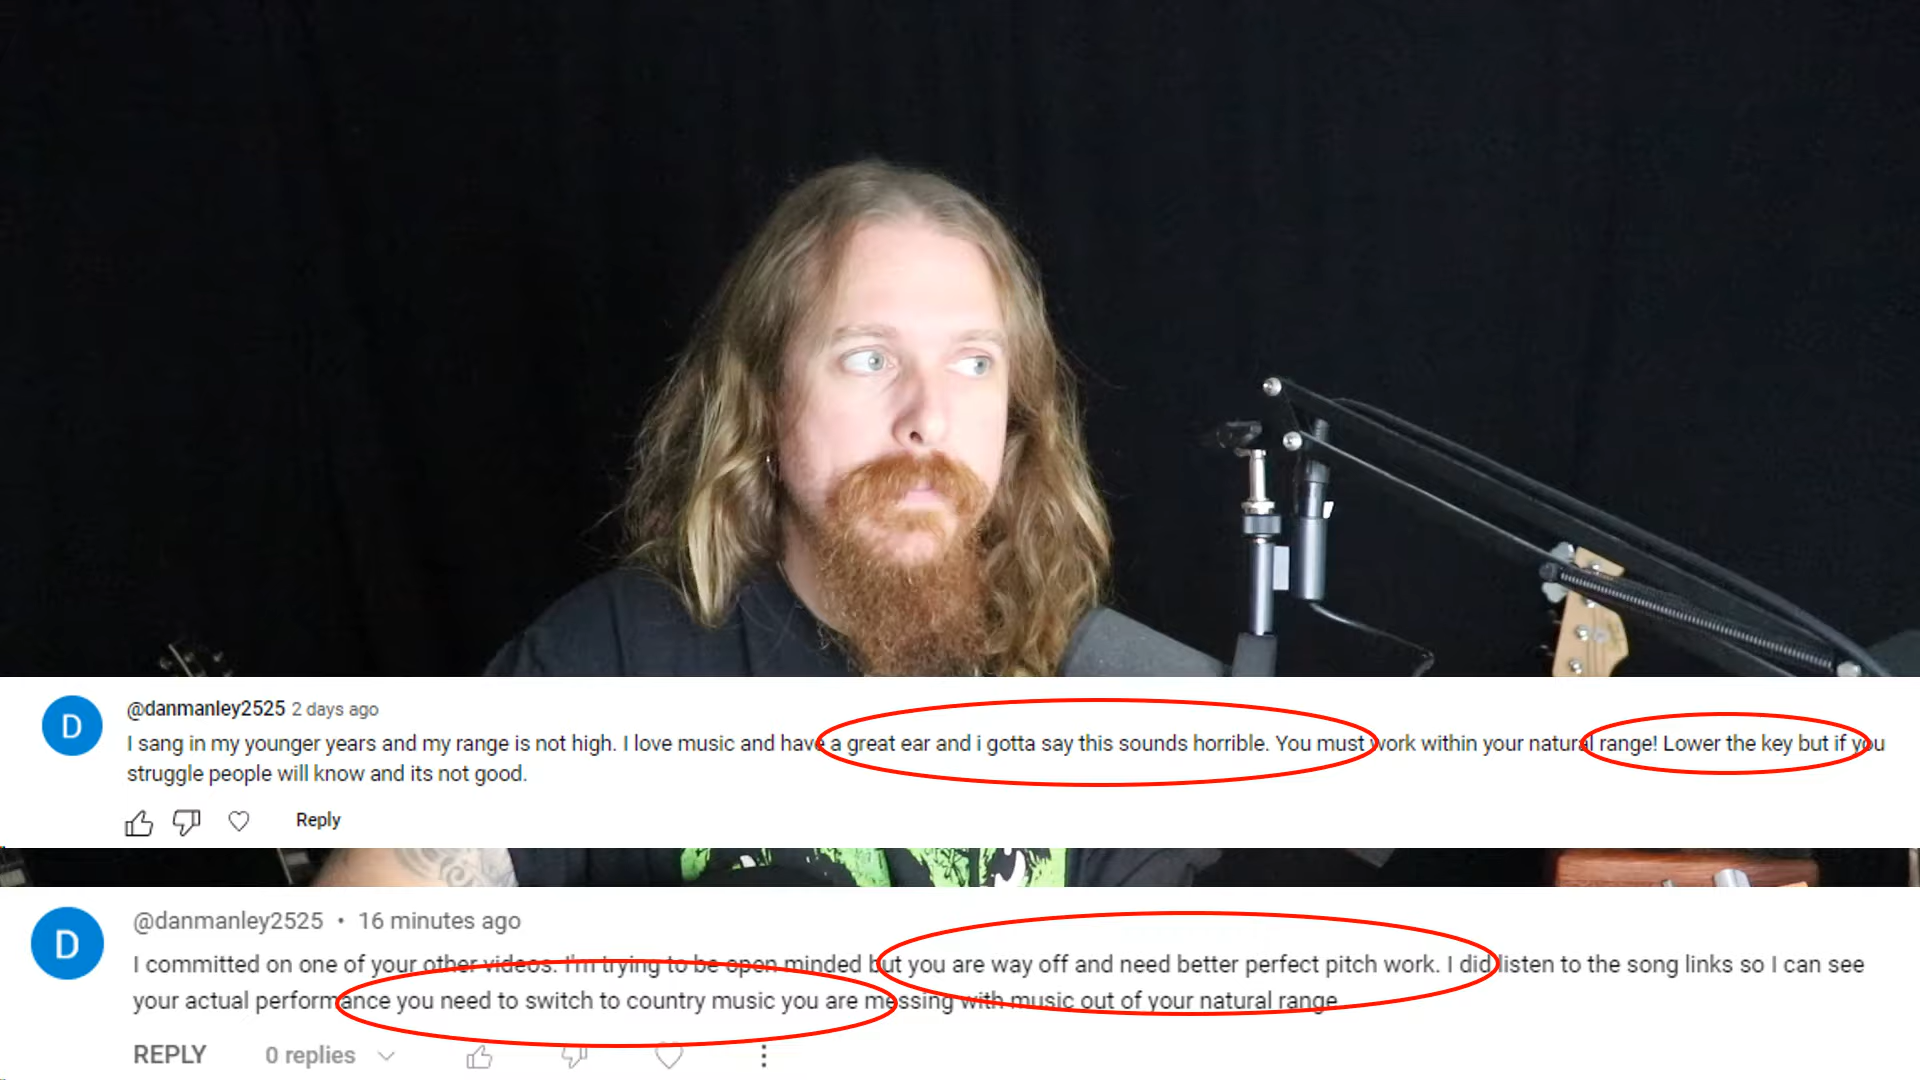 D
@danmanley2525 2 days ago
I sang in my younger years and my range is not high. I love music and have a great ear and i gotta say this sounds horrible. You must work within your natural range! Lower the key but if you
struggle people will know and its not good.
Reply
D
@danmanley2525 • 16 minutes ago
I committed on one of your other videos. I'm trying to be open minded but you are way off and need better perfect pitch work. I did listen to the song links so I can see
your actual performance you need to switch to country music you are messing with music out of your natural range
REPLY 0 replies